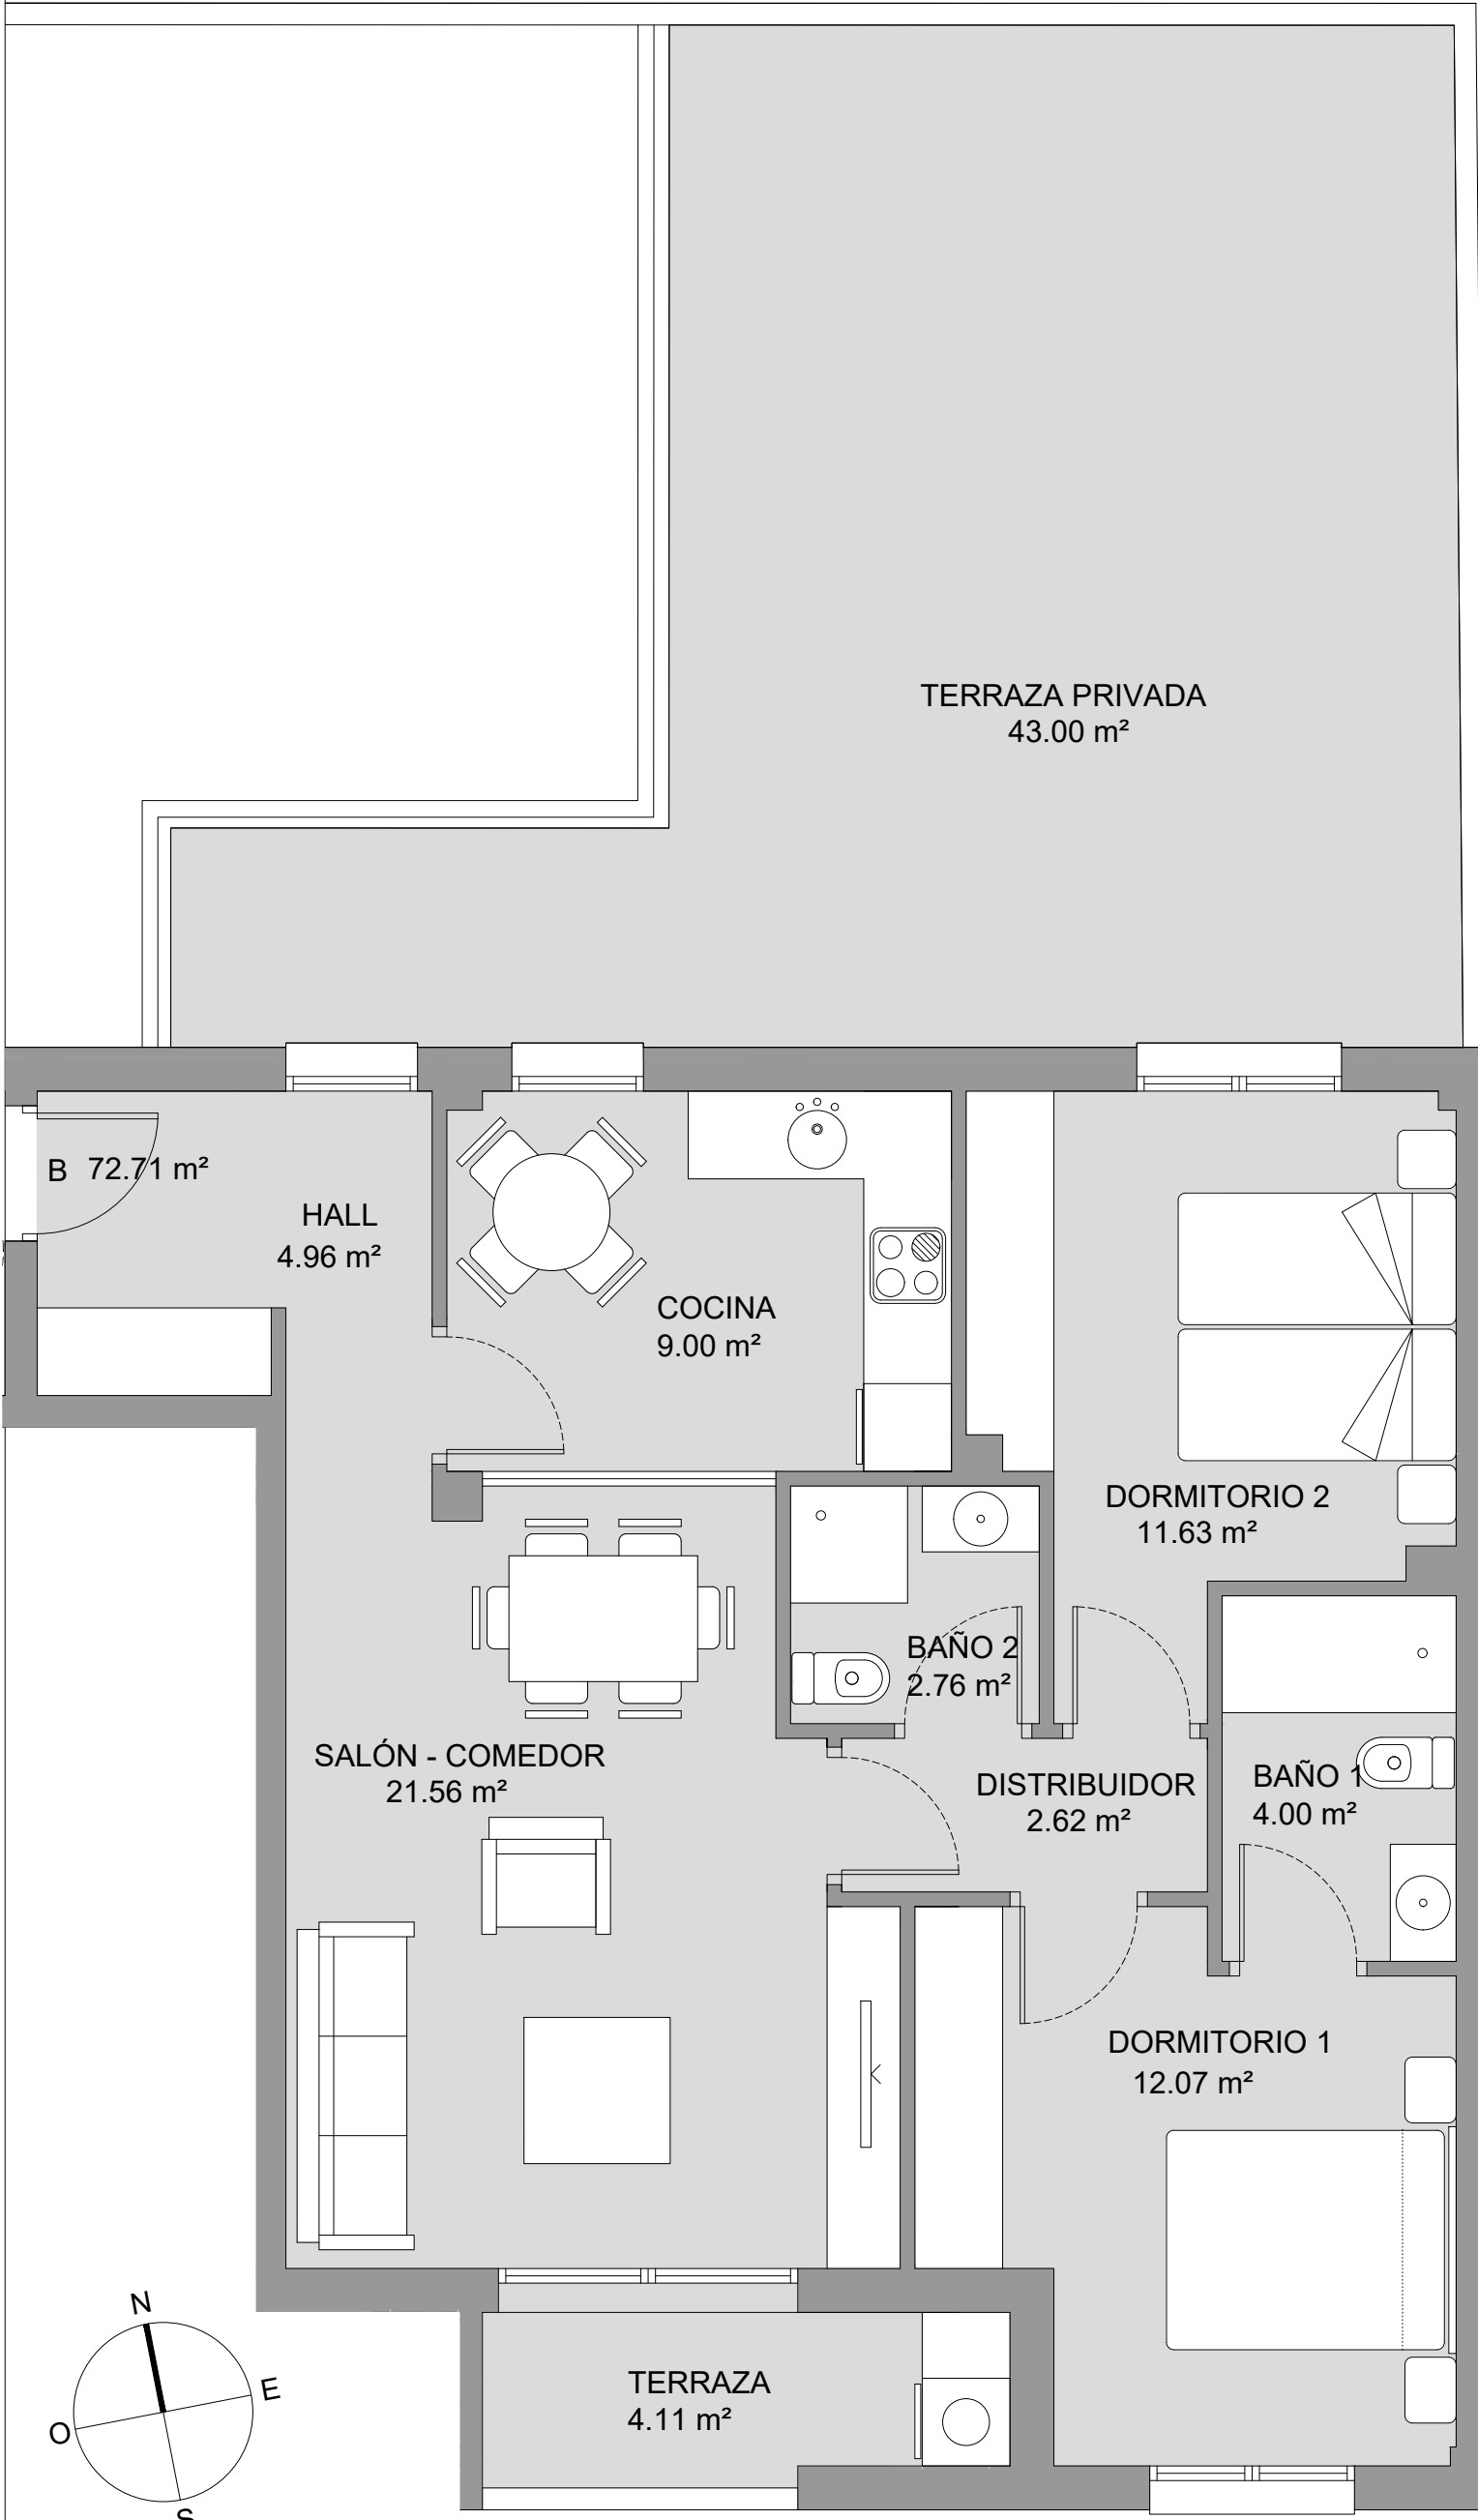 TERRAZA PRIVADA
43.00 m²
B 72.71 m²
HALL
4.96 m²
COCINA
9.00 m²
DORMITORIO 2
11.63 m²
BAÑO 2
2.76 m²
SALÓN - COMEDOR
21.56 m²
DISTRIBUIDOR
2.62 m²
BAÑO 1
4.00 m²
DORMITORIO 1
12.07 m²
TERRAZA
4.11 m²
N
E
O
S